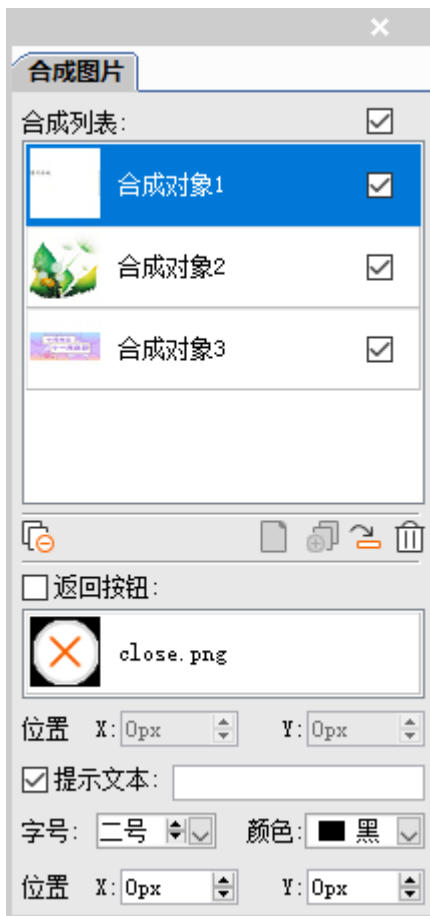 合成图片
合成列表:
合成对象1
合成对象2
合成对象3
返回按钮:
close.png
位置 X: 0px Y: 0px
提示文本:
字号: 二号 颜色: 黑
位置 X: 0px Y: 0px